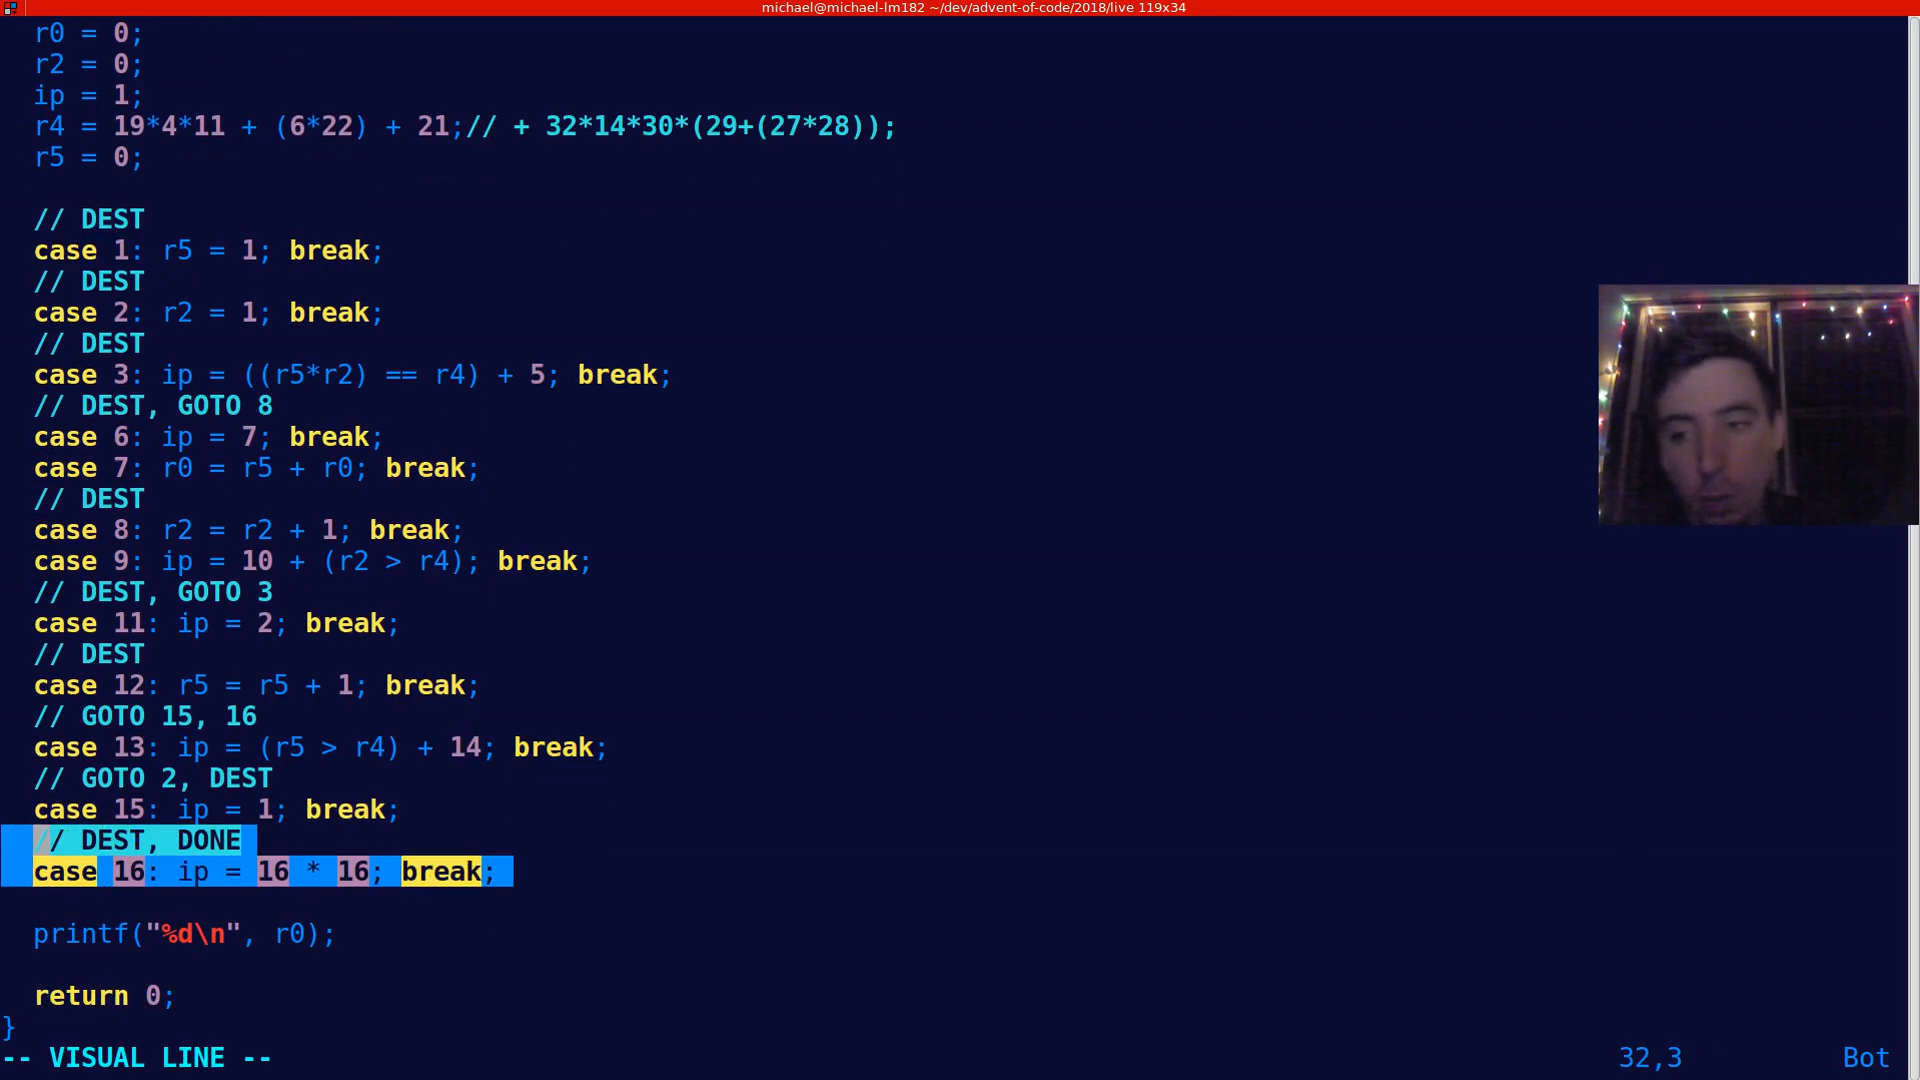 michael@michael-lm182 ~/dev/advent-of-code/2018/live 119x34
r0 = 0;
r2 = 0;
ip = 1;
r4 = 19*4*11 + (6*22) + 21;// + 32*14*30*(29+(27*28));
r5 = 0;
// DEST
case 1: r5 = 1; break;
// DEST
case 2: r2 = 1; break;
// DEST
case 3: ip = ((r5*r2) == r4) + 5; break;
// DEST, GOTO 8
case 6: ip = 7; break;
case 7: r0 = r5 + r0; break;
// DEST
case 8: r2 = r2 + 1; break;
case 9: ip = 10 + (r2 > r4); break;
// DEST, GOTO 3
case 11: ip = 2; break;
// DEST
case 12: r5 = r5 + 1; break;
// GOTO 15, 16
case 13: ip = (r5 > r4) + 14; break;
// GOTO 2, DEST
case 15: ip = 1; break;
// DEST, DONE
case 16: ip = 16 * 16; break;
printf("%d\n", r0);
return 0;
}
-- VISUAL LINE -- 32,3 Bot